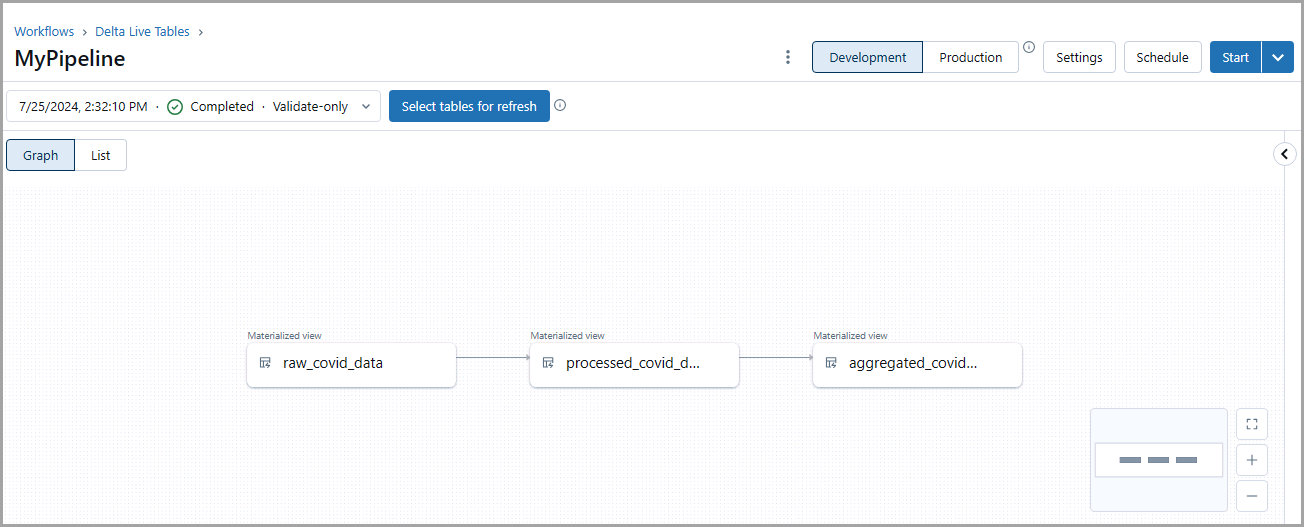 Workflows › Delta Live Tables ›
MyPipeline
Development Production Settings Schedule Start
7/25/2024, 2:32:10 PM · Completed · Validate-only Select tables for refresh
Graph List
Materialized view Materialized view Materialized view
raw_covid_data processed_covid_d... aggregated_covid...